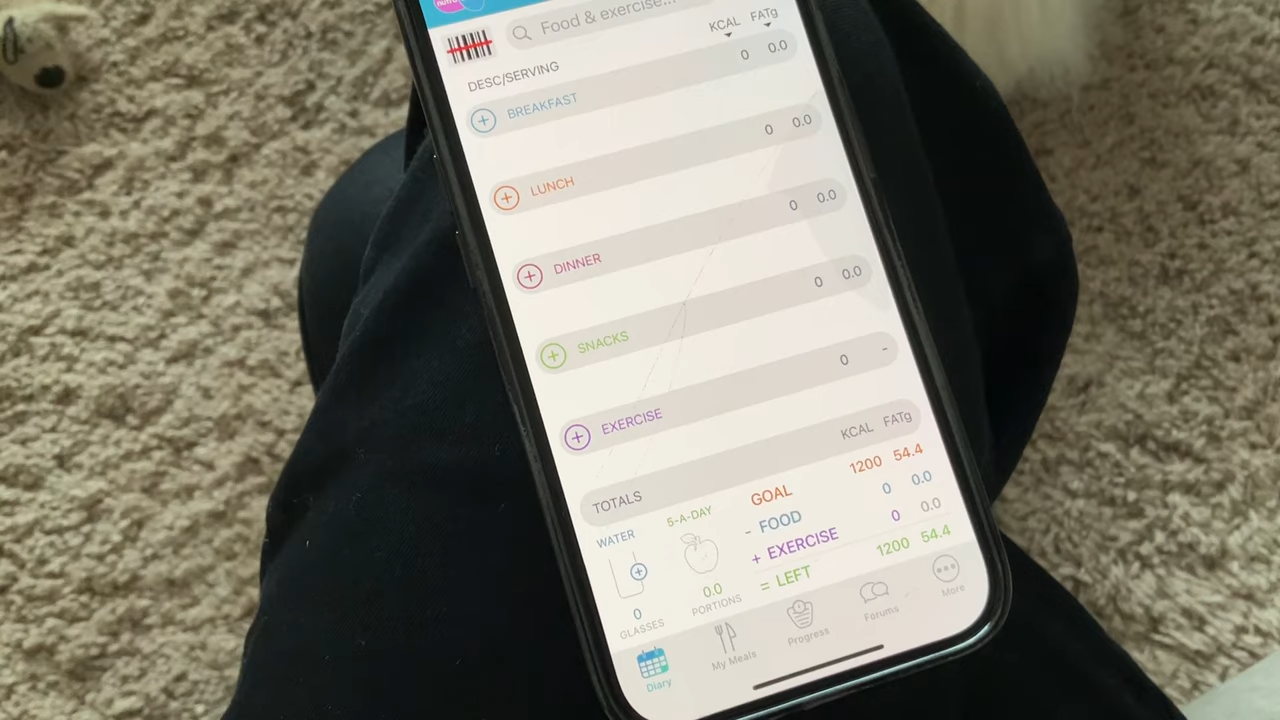 Food & exercise...
DESC/SERVING KCAL FATg
BREAKFAST 0 0.0
LUNCH 0 0.0
DINNER 0 0.0
SNACKS 0 0.0
EXERCISE 0 -
TOTALS KCAL FATg
GOAL 1200 54.4
- FOOD 0 0.0
+ EXERCISE 0 0.0
= LEFT 1200 54.4
WATER
0
GLASSES
5-A-DAY
0.0
PORTIONS
Diary My Meals Progress Forums More